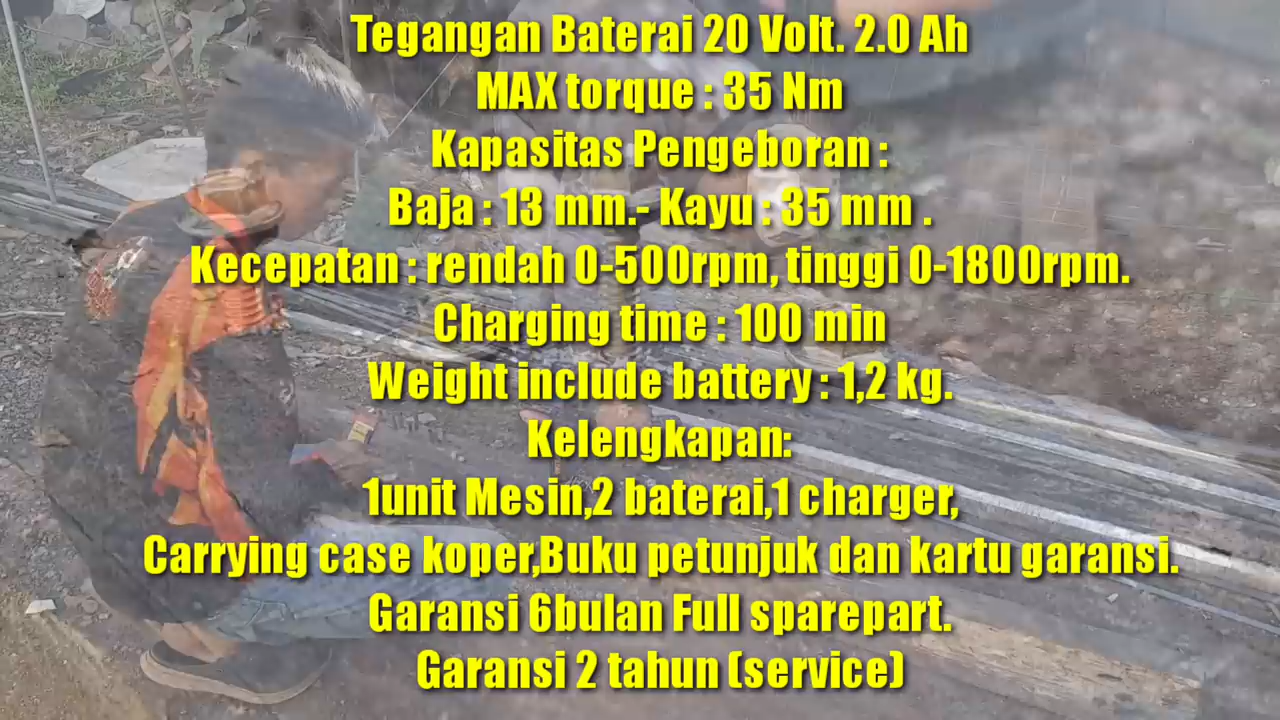 Tegangan Baterai 20 Volt. 2.0 Ah
MAX torque : 35 Nm
Kapasitas Pengeboran :
Baja : 13 mm.- Kayu : 35 mm .
Kecepatan : rendah 0-500rpm, tinggi 0-1800rpm.
Charging time : 100 min
Weight include battery : 1,2 kg.
Kelengkapan:
1unit Mesin,2 baterai,1 charger,
Carrying case koper,Buku petunjuk dan kartu garansi.
Garansi 6bulan Full sparepart.
Garansi 2 tahun (service)